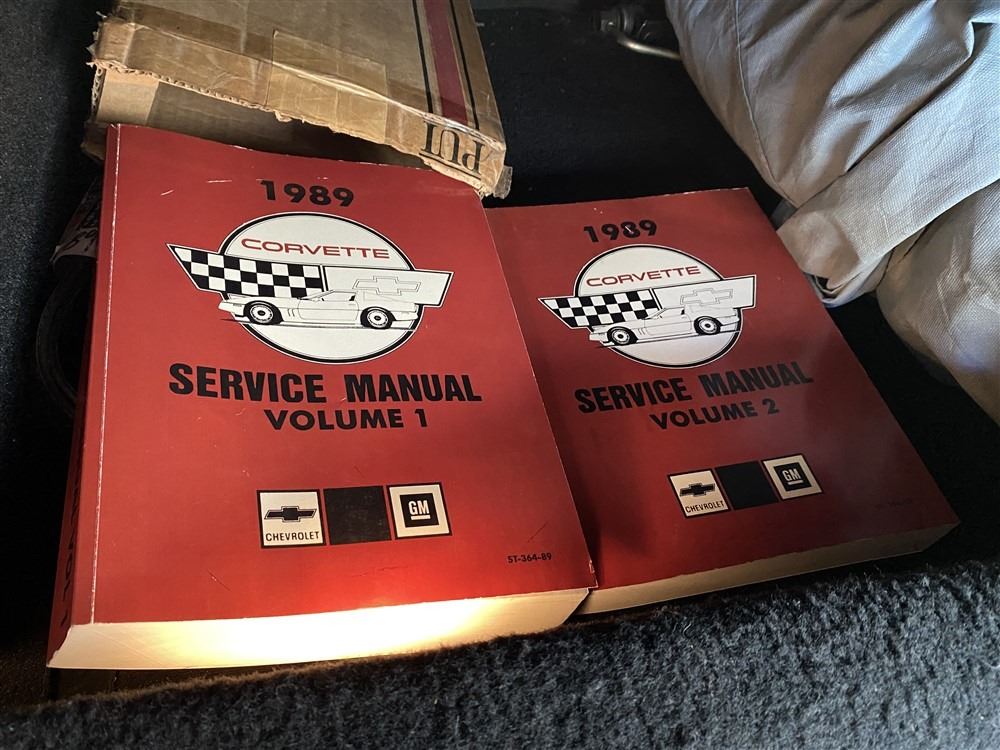 PUT
1989
CORVETTE
SERVICE MANUAL
VOLUME 1
CHEVROLET
GM
ST-364-89
1989
CORVETTE
SERVICE MANUAL
VOLUME 2
CHEVROLET
GM